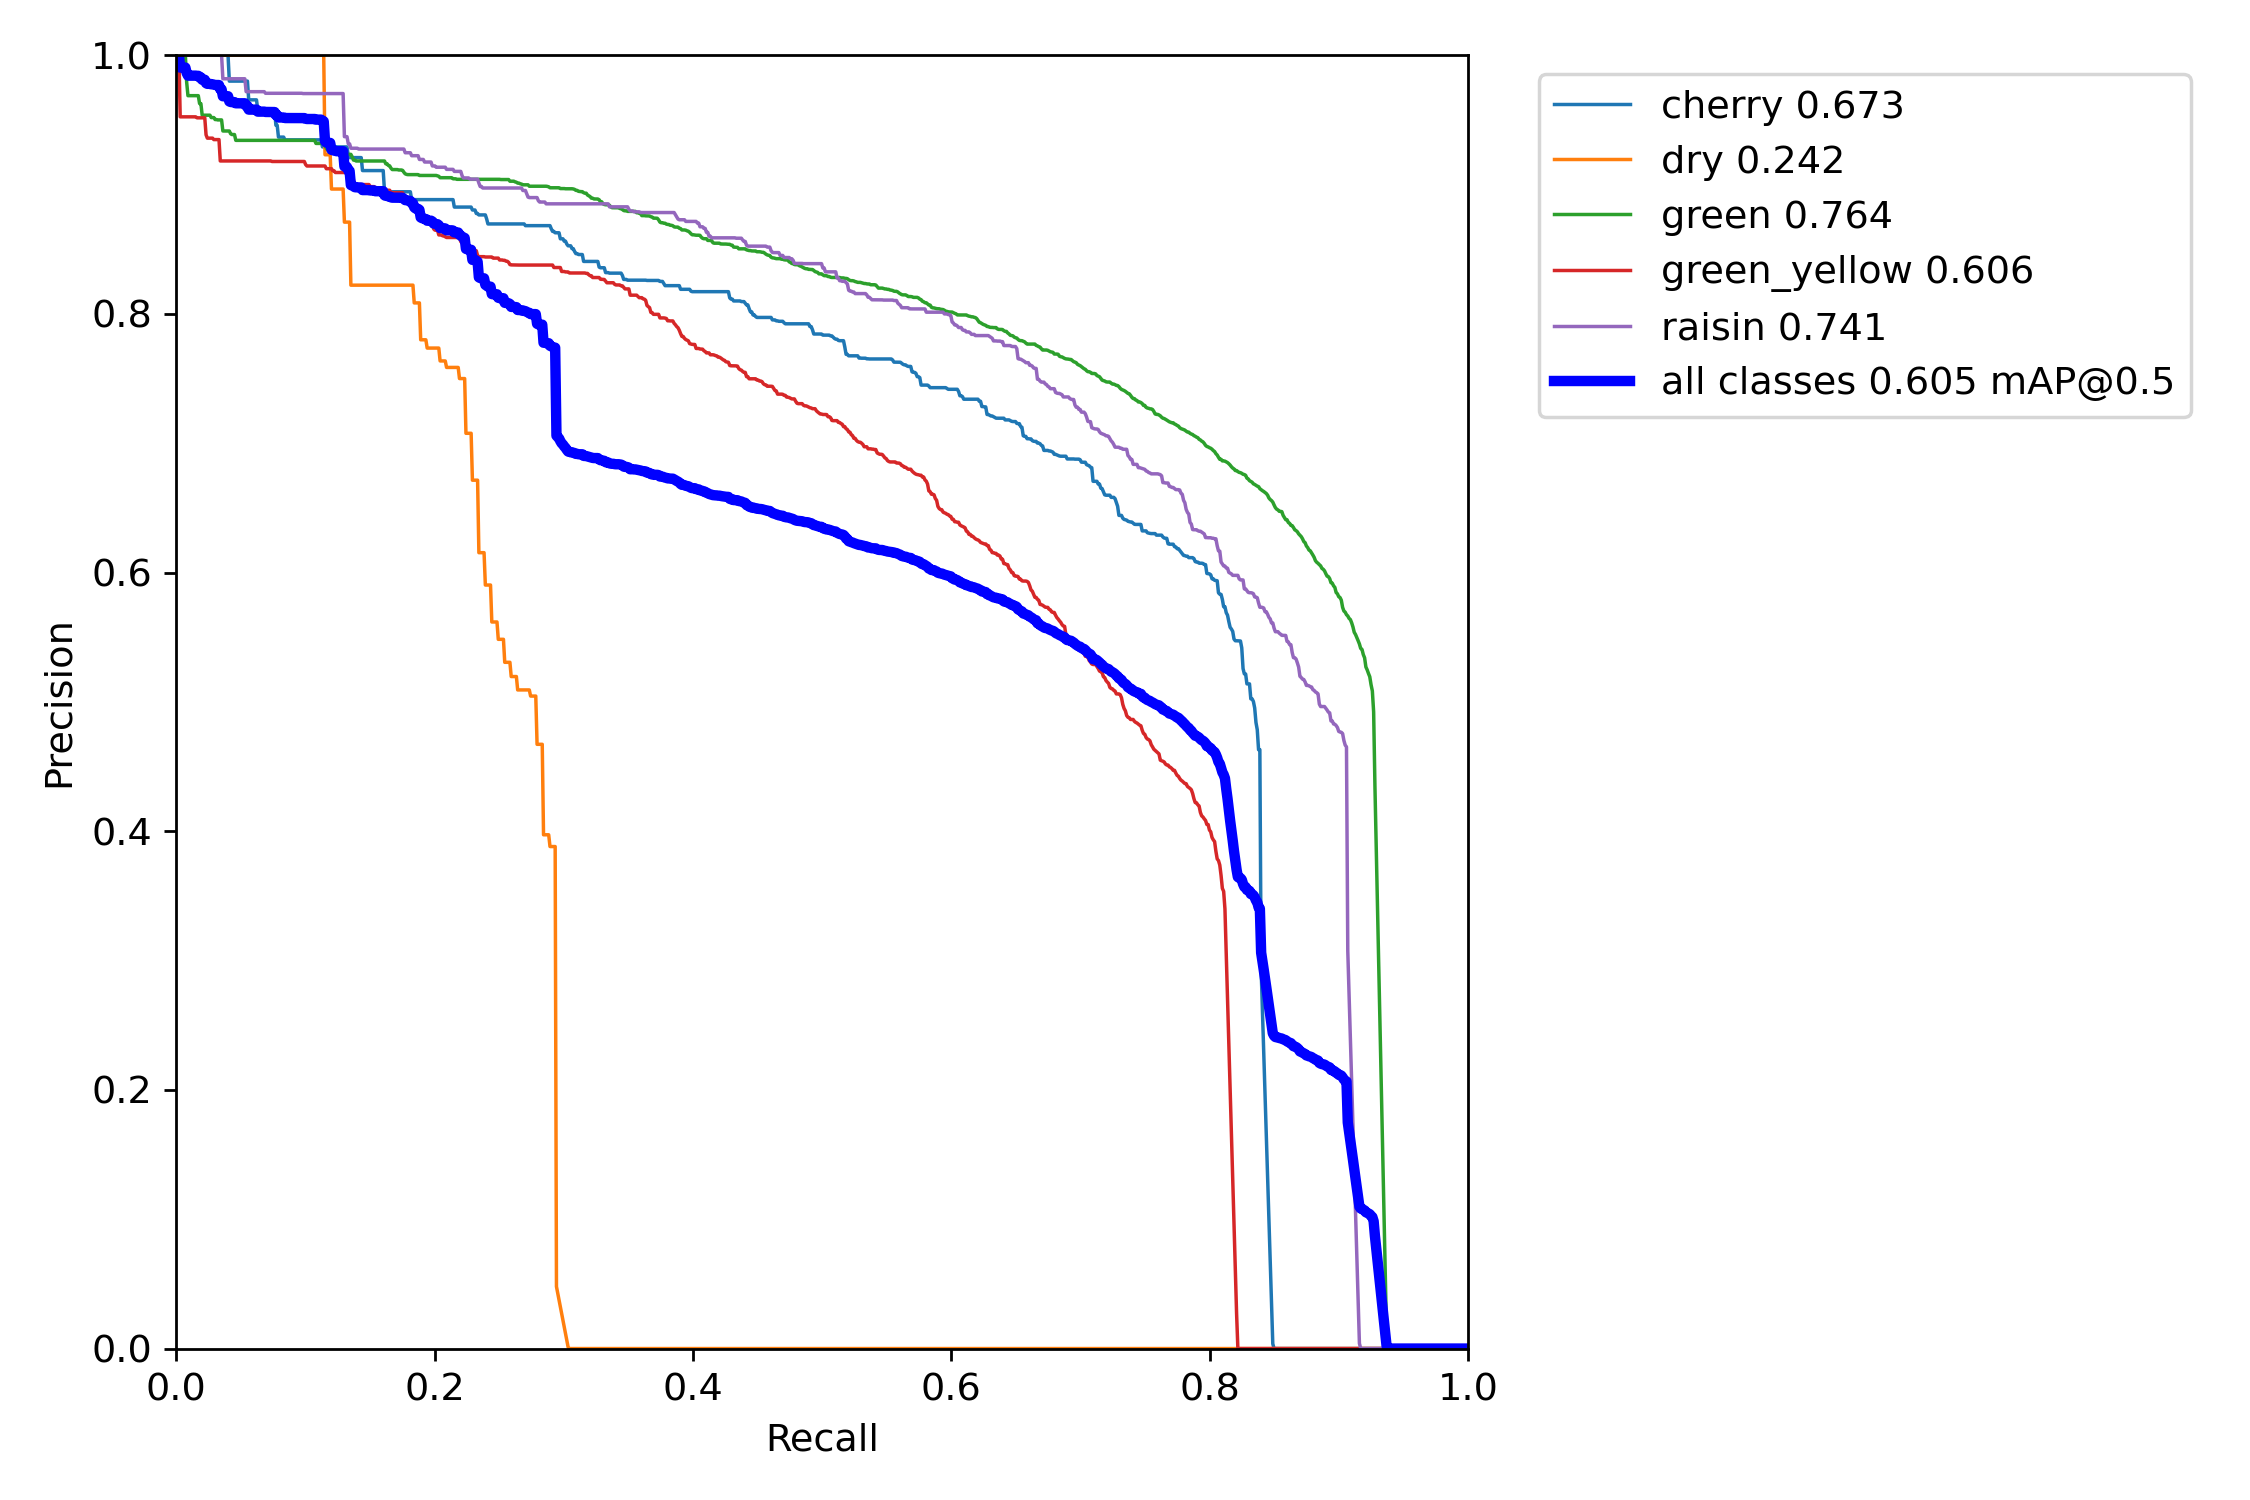 1.0
0.8
0.6
0.4
0.2
0.0
0.0 0.2 0.4 0.6 0.8 1.0
Precision
Recall
cherry 0.673
dry 0.242
green 0.764
green_yellow 0.606
raisin 0.741
all classes 0.605 mAP@0.5